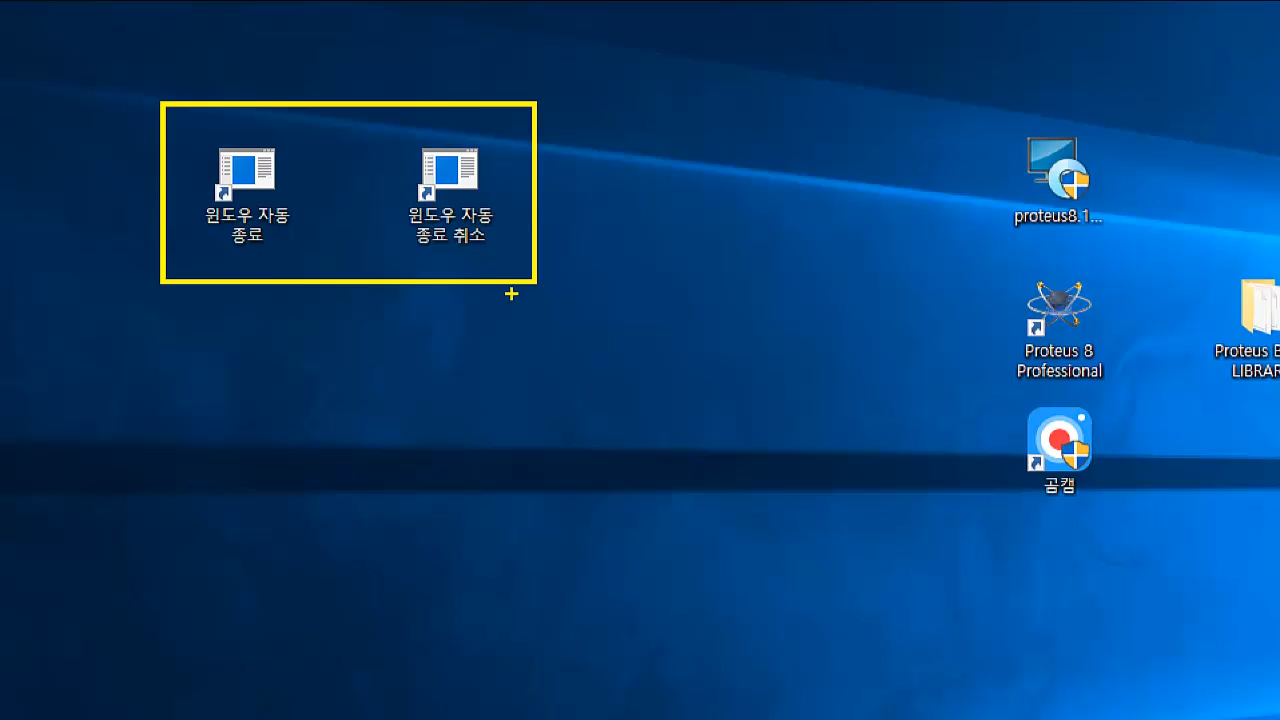 윈도우 자동
종료
윈도우 자동
종료 취소
proteus8.1...
Proteus 8
Professional
Proteus
LIBRAR
곰캠